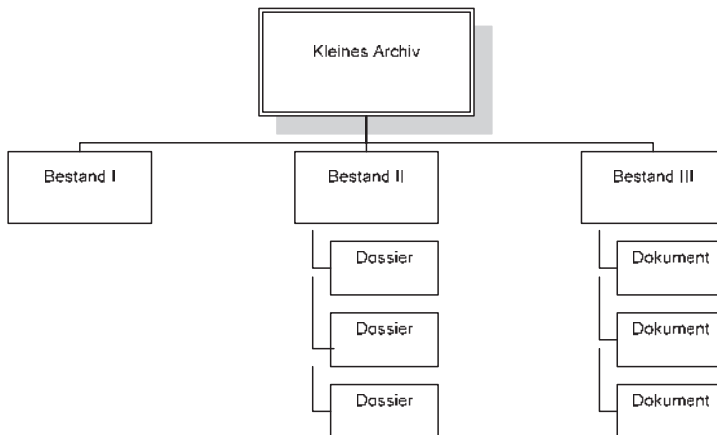 Kleines Archiv
Bestand I
Bestand II
Bestand III
Dossier
Dokument
Dossier
Dokument
Dossier
Dokument